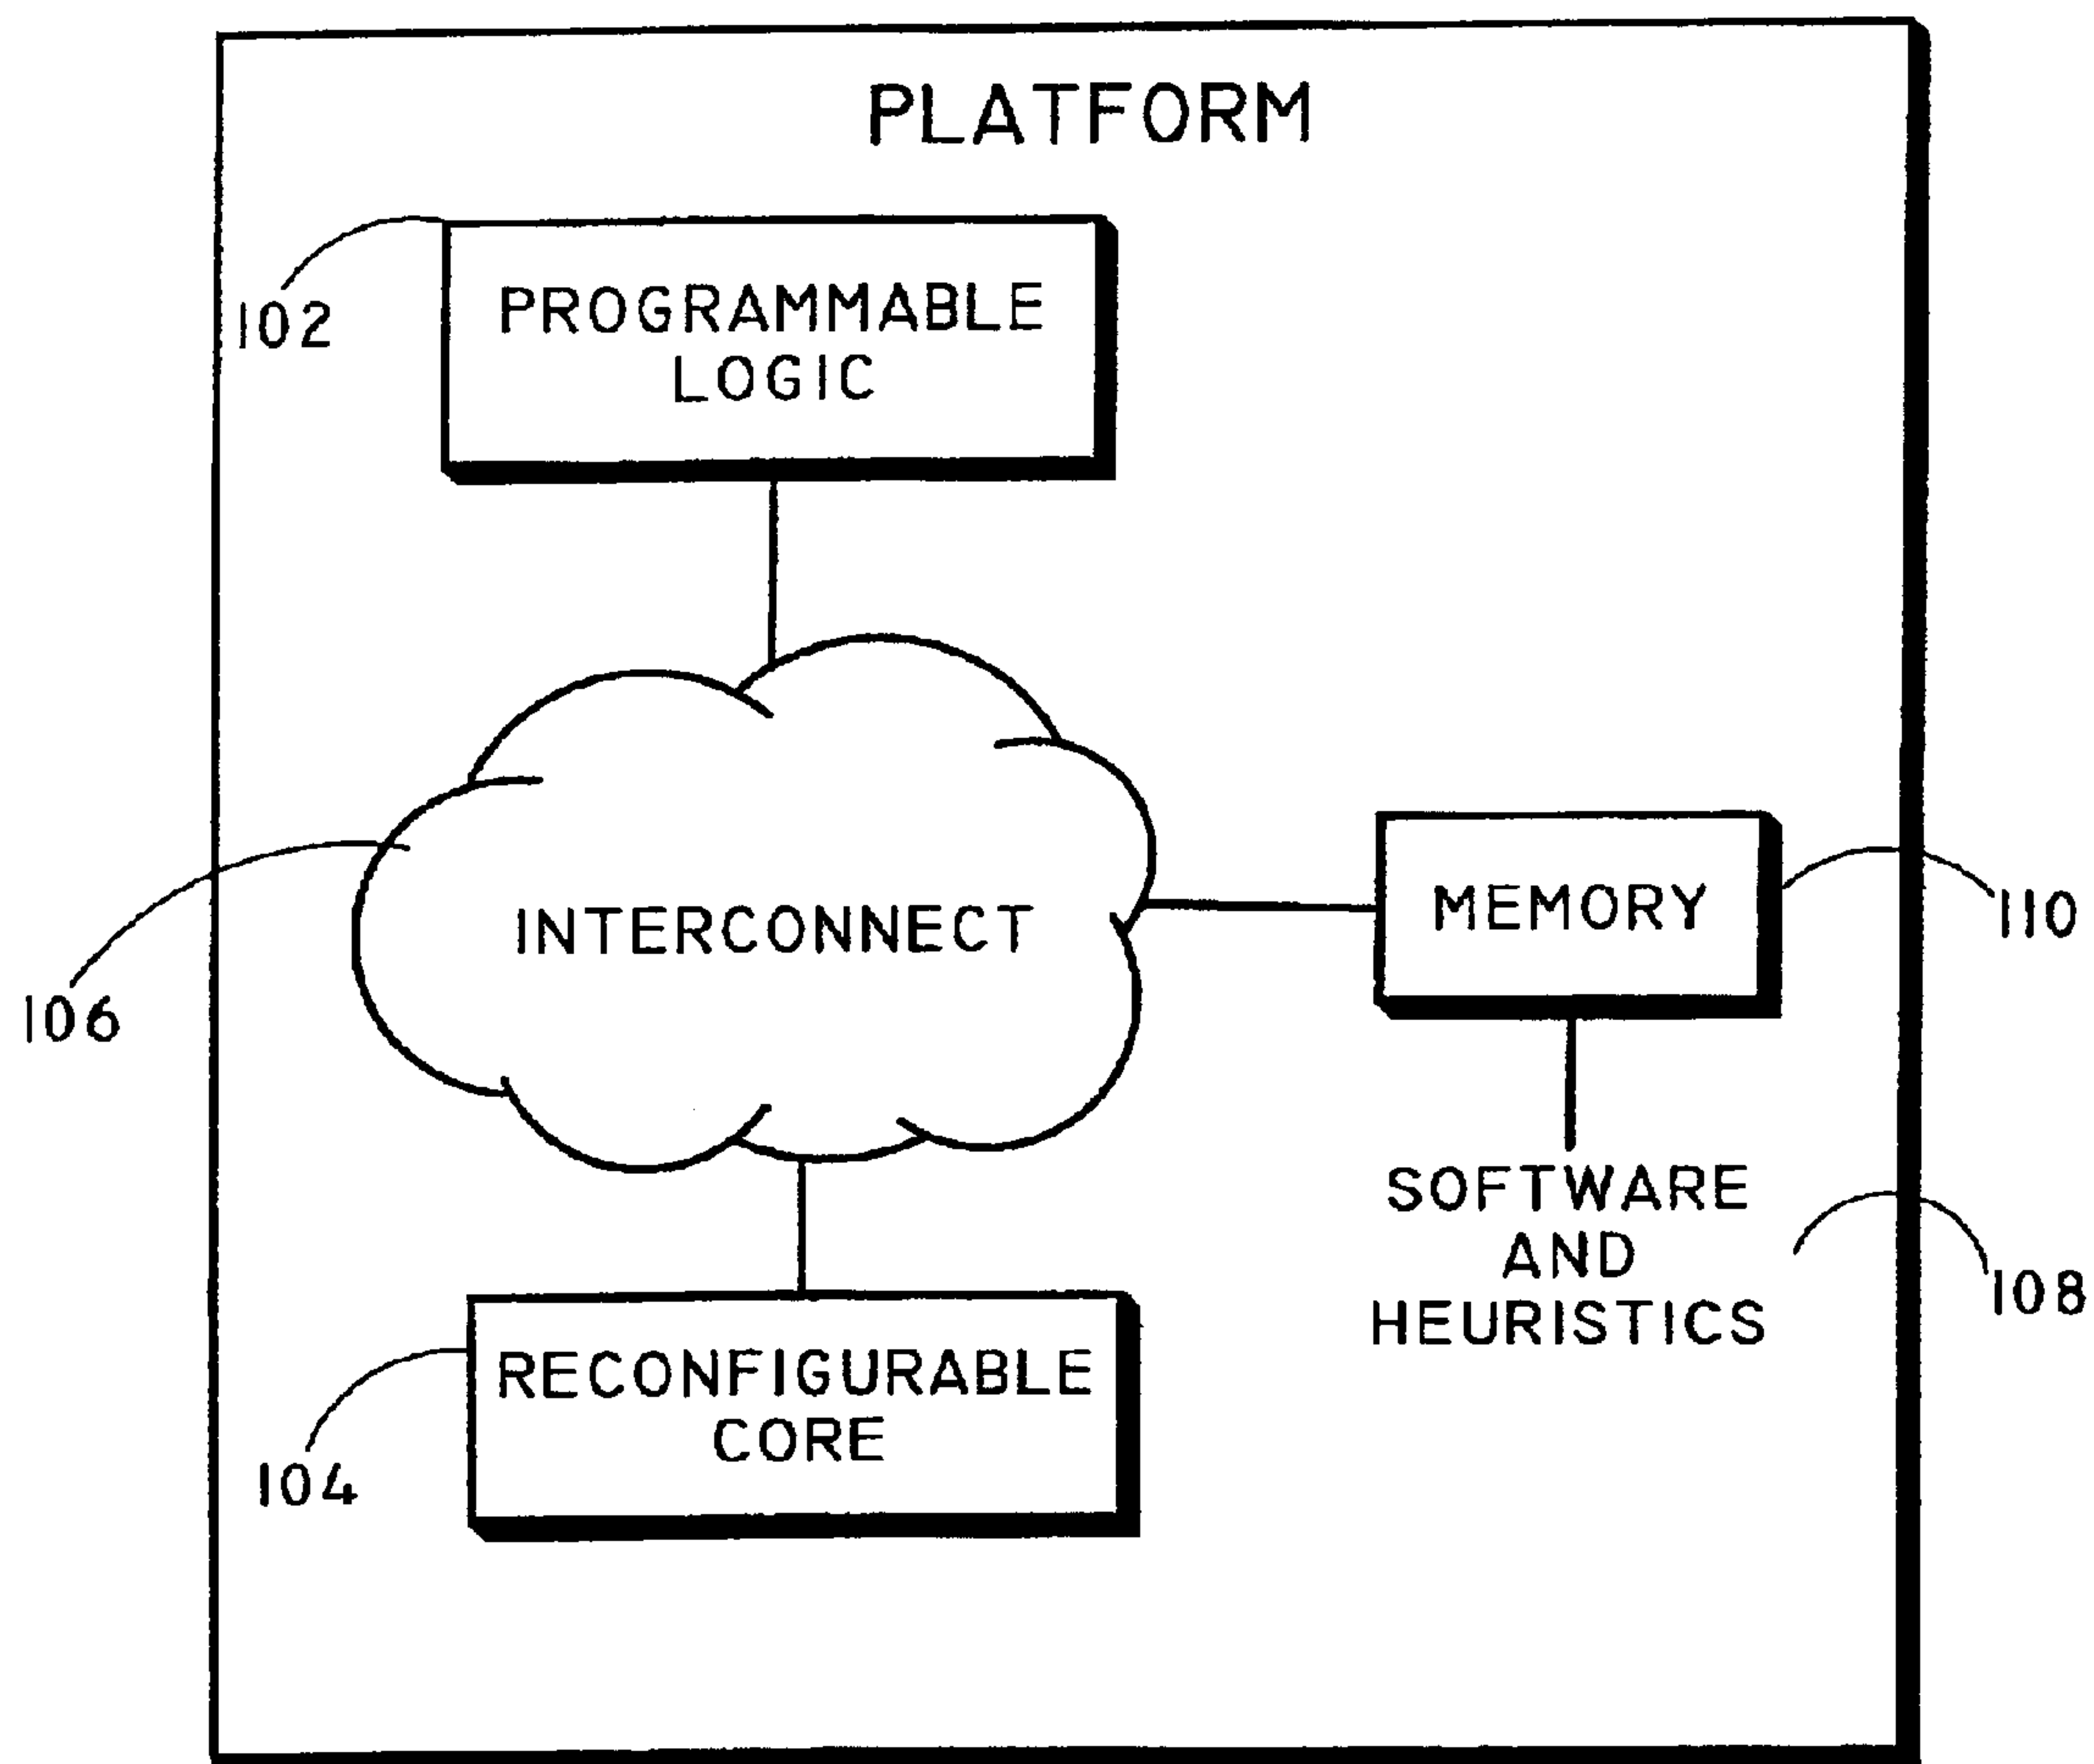 PLATFORM
102
PROGRAMMABLE
LOGIC
106
INTERCONNECT
MEMORY
110
SOFTWARE
AND
HEURISTICS
108
104
RECONFIGURABLE
CORE